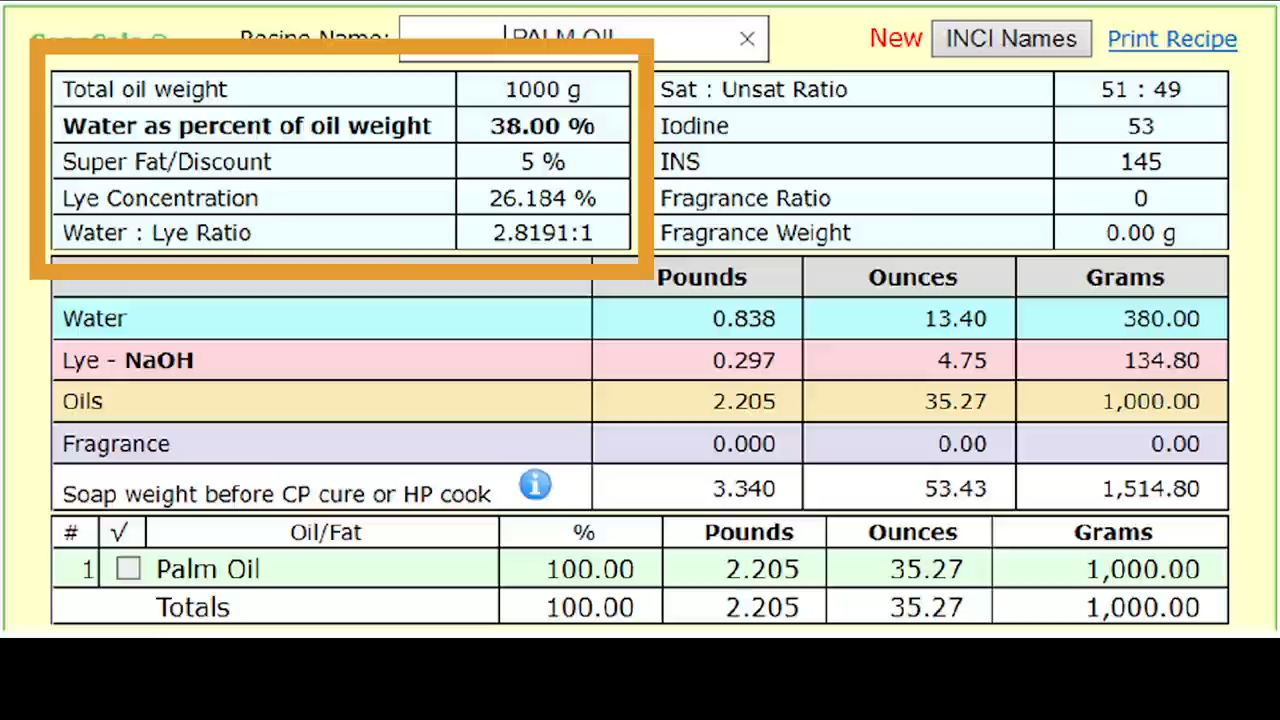 Recipe Name: PALM OIL × New INCI Names Print Recipe
Total oil weight 1000 g Sat : Unsat Ratio 51 : 49
Water as percent of oil weight 38.00 % Iodine 53
Super Fat/Discount 5 % INS 145
Lye Concentration 26.184 % Fragrance Ratio 0
Water : Lye Ratio 2.8191:1 Fragrance Weight 0.00 g
Pounds Ounces Grams
Water 0.838 13.40 380.00
Lye - NaOH 0.297 4.75 134.80
Oils 2.205 35.27 1,000.00
Fragrance 0.000 0.00 0.00
Soap weight before CP cure or HP cook i 3.340 53.43 1,514.80
# √ Oil/Fat % Pounds Ounces Grams
1 Palm Oil 100.00 2.205 35.27 1,000.00
Totals 100.00 2.205 35.27 1,000.00